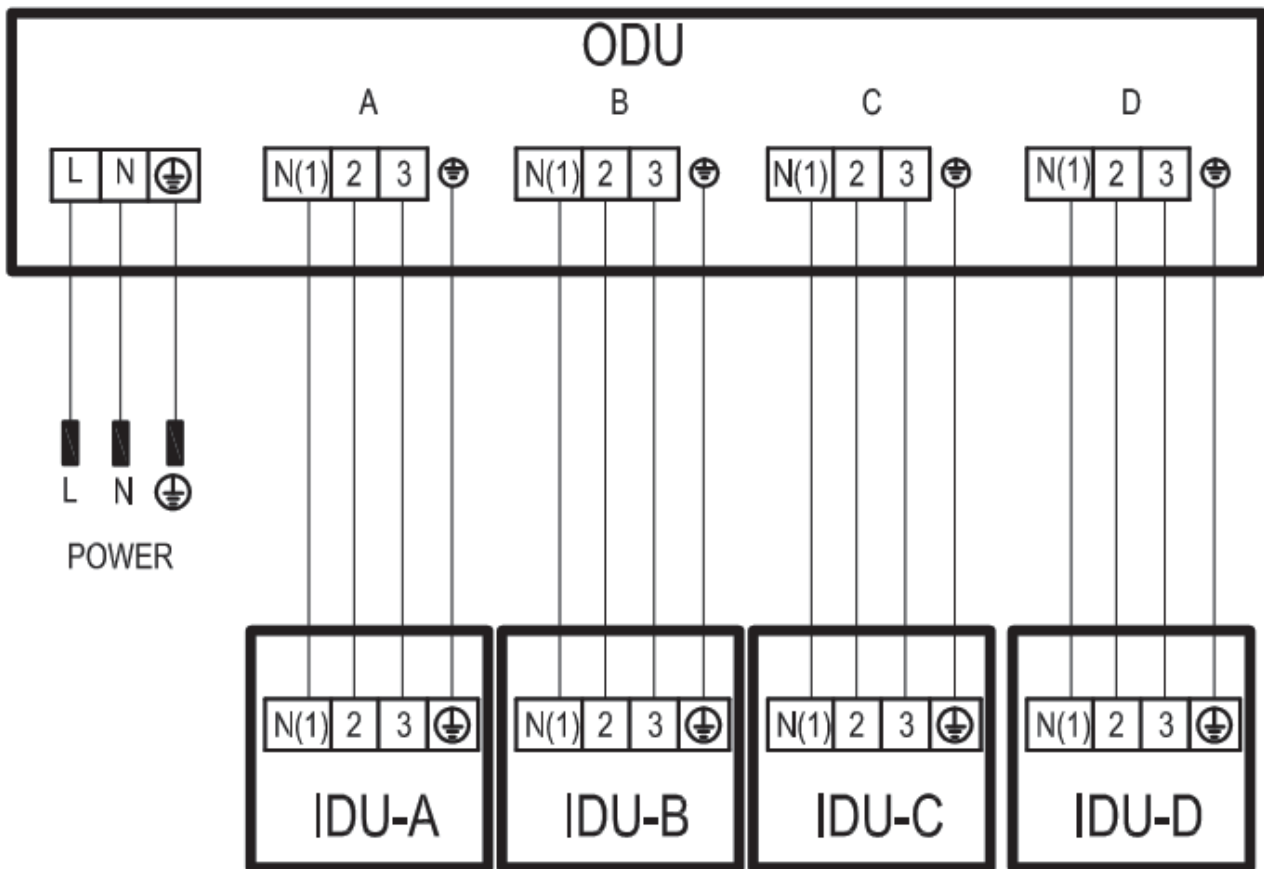 ODU
A B C D
L N N(1) 2 3 N(1) 2 3 N(1) 2 3 N(1) 2 3
L N
POWER
N(1) 2 3 N(1) 2 3 N(1) 2 3 N(1) 2 3
IDU-A IDU-B IDU-C IDU-D